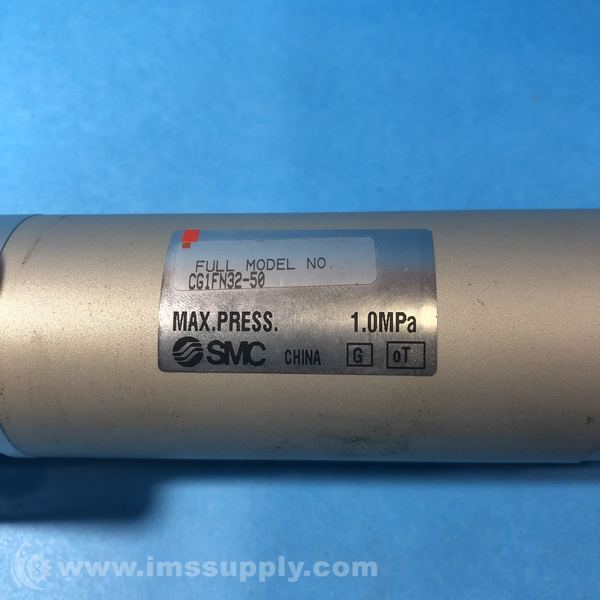 FULL MODEL NO.
CG1FN32-50
MAX.PRESS. 1.0MPa
SMC CHINA G oT
© www.imssupply.com